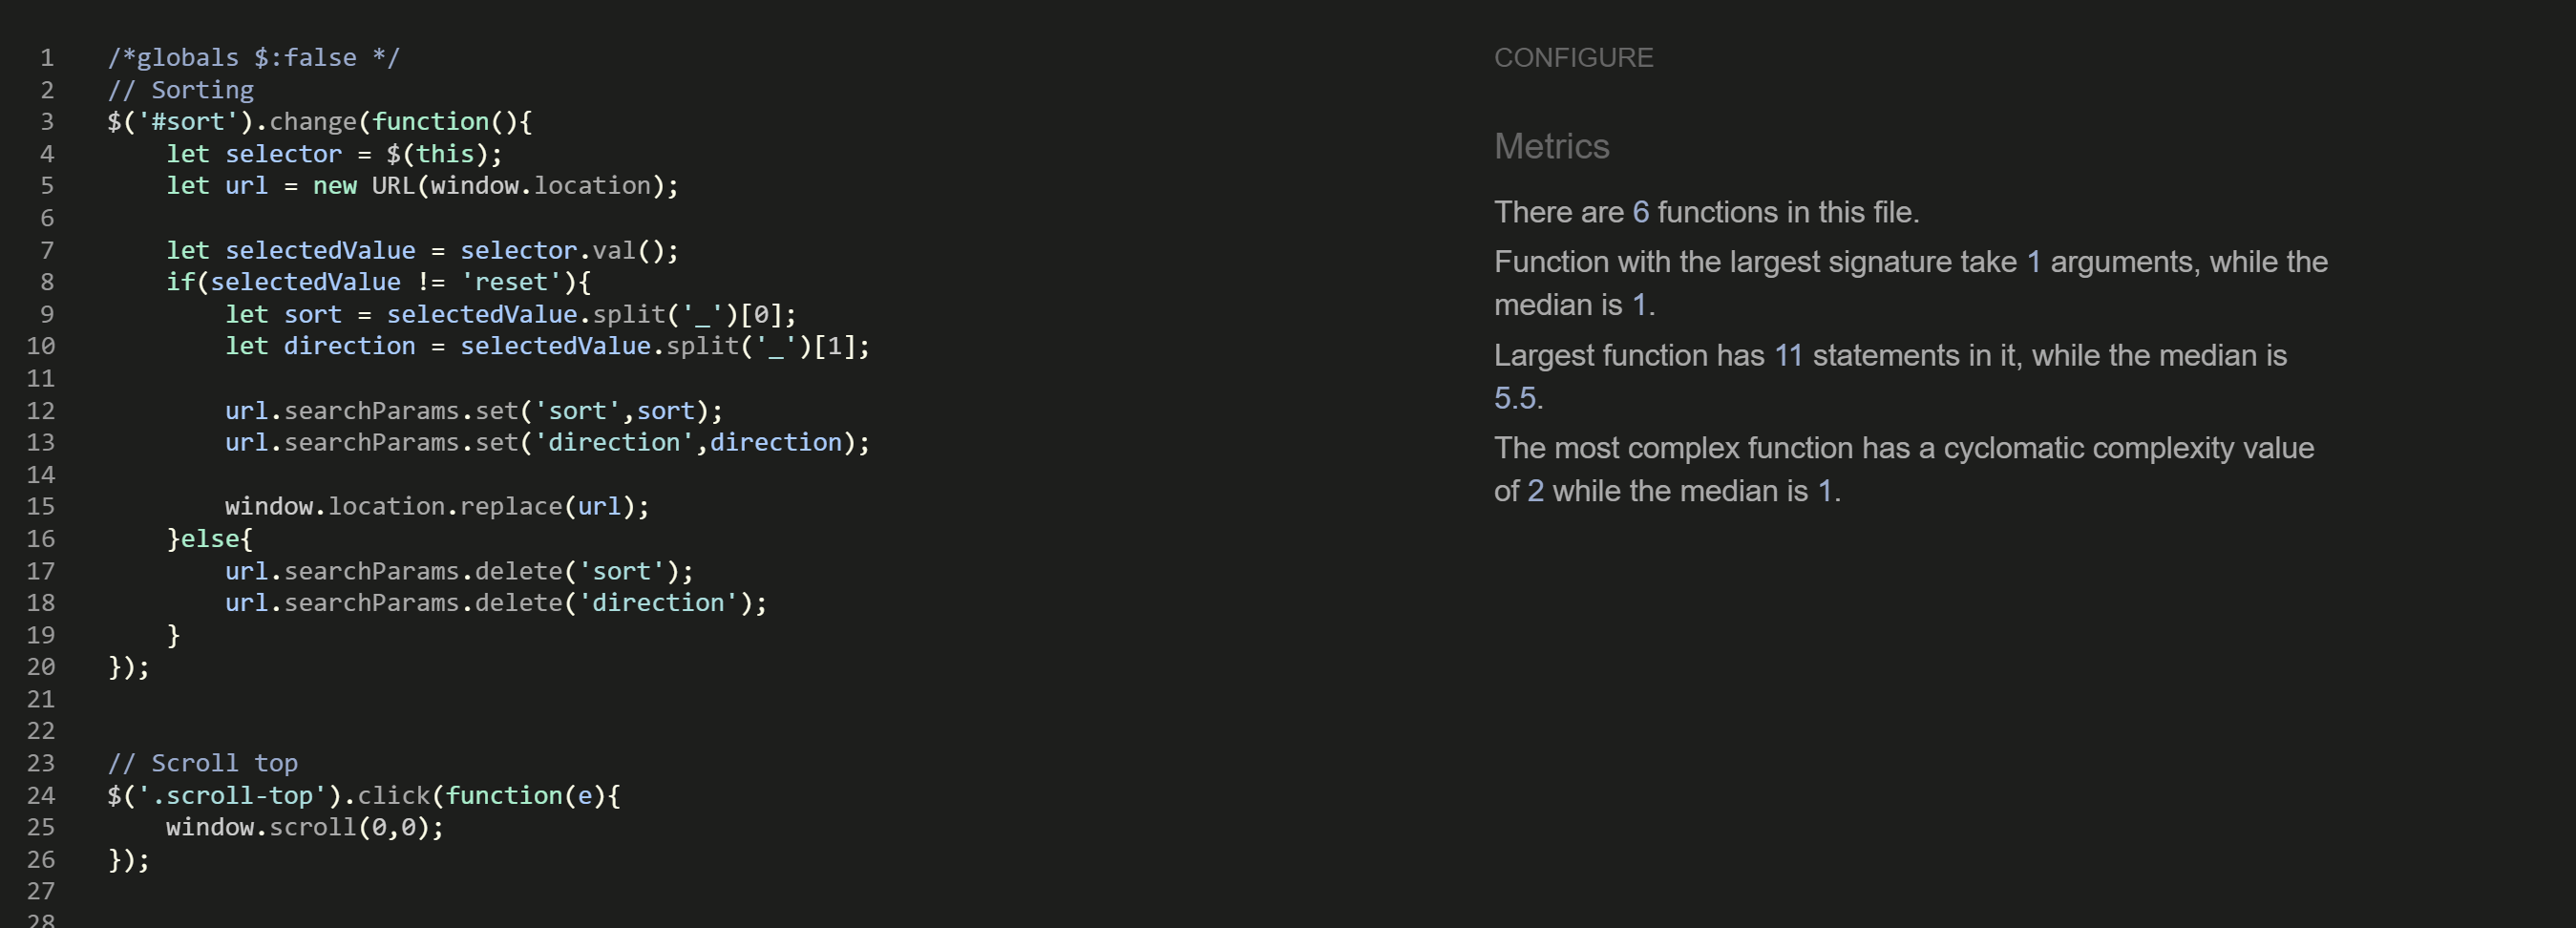 1 /*globals $:false */
2 // Sorting
3 $('#sort').change(function(){
4     let selector = $(this);
5     let url = new URL(window.location);
6
7     let selectedValue = selector.val();
8     if(selectedValue != 'reset'){
9         let sort = selectedValue.split('_')[0];
10         let direction = selectedValue.split('_')[1];
11
12         url.searchParams.set('sort',sort);
13         url.searchParams.set('direction',direction);
14
15         window.location.replace(url);
16     }else{
17         url.searchParams.delete('sort');
18         url.searchParams.delete('direction');
19     }
20 });
21
22
23 // Scroll top
24 $('.scroll-top').click(function(e){
25     window.scroll(0,0);
26 });
27
28
CONFIGURE
Metrics
There are 6 functions in this file.
Function with the largest signature take 1 arguments, while the
median is 1.
Largest function has 11 statements in it, while the median is
5.5.
The most complex function has a cyclomatic complexity value
of 2 while the median is 1.